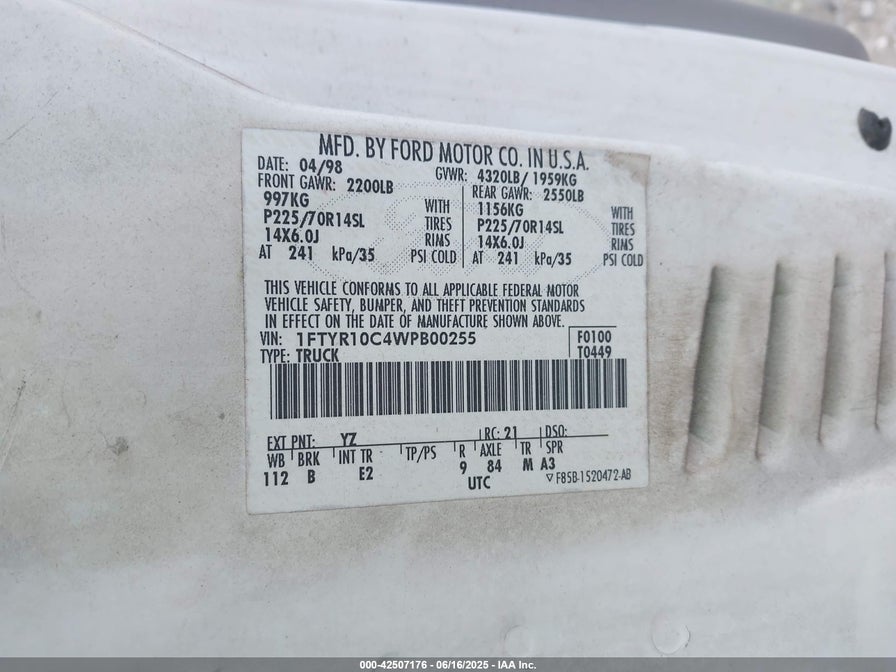 MFD. BY FORD MOTOR CO. IN U.S.A.
DATE: 04/98 GVWR: 4320LB/ 1959KG
FRONT GAWR: 2200LB REAR GAWR: 2550LB
997KG WITH 1156KG WITH
P225/70R14SL TIRES P225/70R14SL TIRES
14X6.0J RIMS 14X6.0J RIMS
AT 241 kPa/35 PSI COLD AT 241 kPa/35 PSI COLD
THIS VEHICLE CONFORMS TO ALL APPLICABLE FEDERAL MOTOR
VEHICLE SAFETY, BUMPER, AND THEFT PREVENTION STANDARDS
IN EFFECT ON THE DATE OF MANUFACTURE SHOWN ABOVE.
VIN: 1FTYR10C4WPB00255 F0100
TYPE: TRUCK T0449
EXT PNT: YZ RC: 21 DSO:
WB BRK INT TR TP/PS R AXLE TR SPR
112 B E2 9 84 M A3
UTC ▽ F85B-1520472-AB
000-42507176 - 06/16/2025 - IAA Inc.